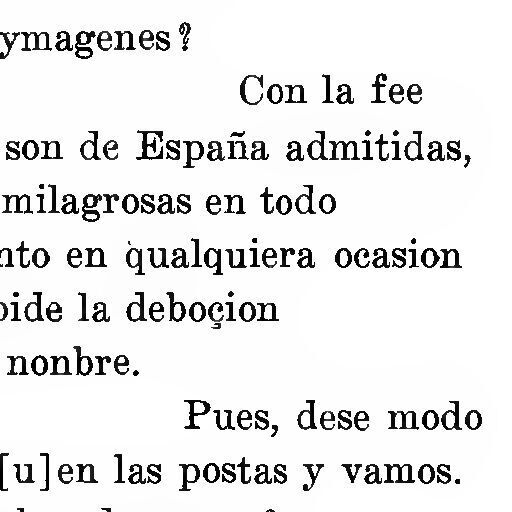 ymagenes?
Con la fee
son de España admitidas,
milagrosas en todo
nto en qualquiera ocasion
pide la deboçion
nonbre.
Pues, dese modo
[u]en las postas y vamos.